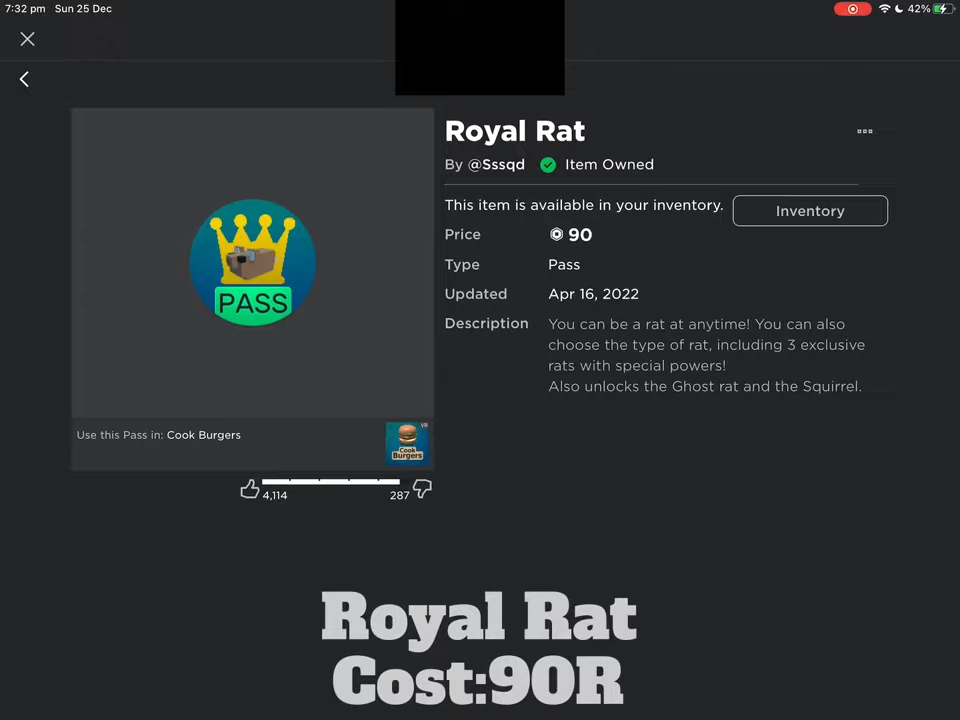 7:32 pm Sun 25 Dec
42%
Royal Rat
By @Sssqd Item Owned
This item is available in your inventory.
Inventory
Price 90
Type Pass
Updated Apr 16, 2022
Description You can be a rat at anytime! You can also
choose the type of rat, including 3 exclusive
rats with special powers!
Also unlocks the Ghost rat and the Squirrel.
PASS
Use this Pass in: Cook Burgers
VR
Cook
Burgers
4,114 287
Royal Rat
Cost:90R